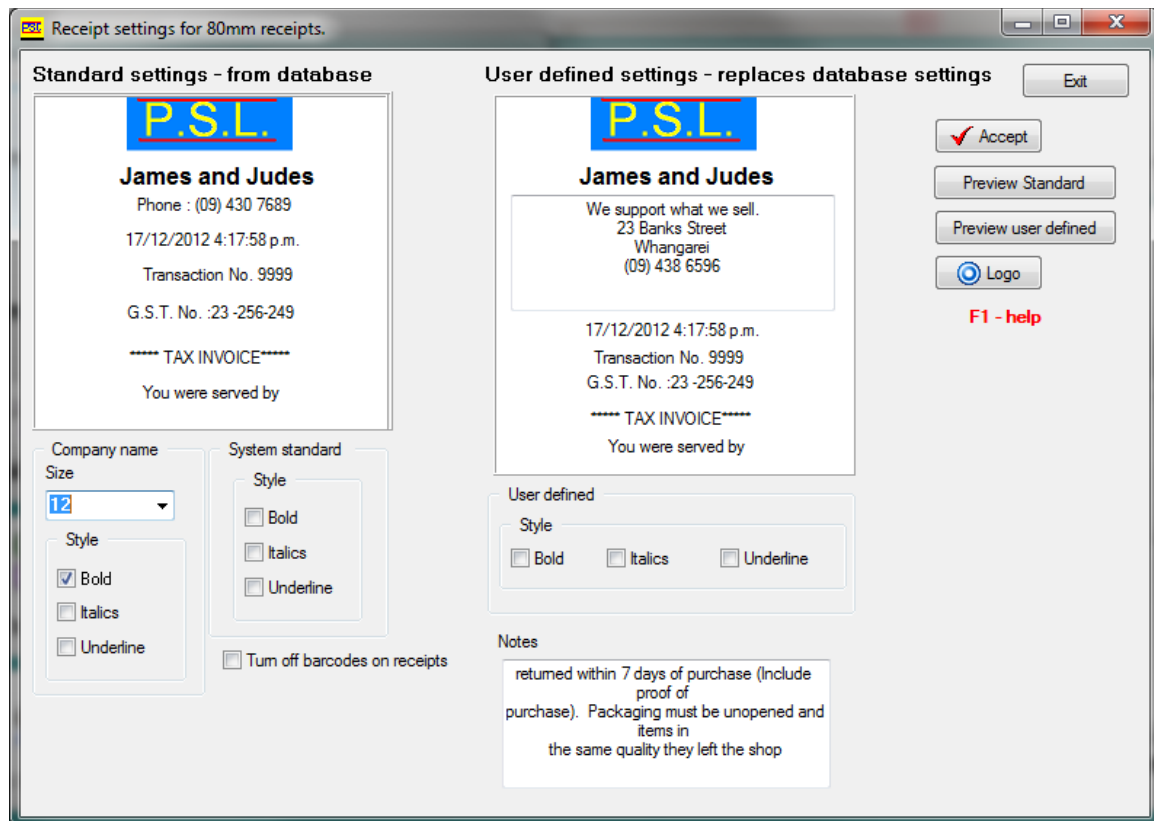 PSL
Receipt settings for 80mm receipts.
Standard settings - from database
P.S.L.
James and Judes
Phone : (09) 430 7689
17/12/2012 4:17:58 p.m.
Transaction No. 9999
G.S.T. No. :23 -256-249
***** TAX INVOICE*****
You were served by
Company name
Size
12
Style
Bold
Italics
Underline
System standard
Style
Bold
Italics
Underline
Turn off barcodes on receipts
User defined settings - replaces database settings
P.S.L.
James and Judes
We support what we sell.
23 Banks Street
Whangarei
(09) 438 6596
17/12/2012 4:17:58 p.m.
Transaction No. 9999
G.S.T. No. :23 -256-249
***** TAX INVOICE*****
You were served by
User defined
Style
Bold Italics Underline
Notes
returned within 7 days of purchase (Include
proof of
purchase). Packaging must be unopened and
items in
the same quality they left the shop
Exit
Accept
Preview Standard
Preview user defined
Logo
F1 - help